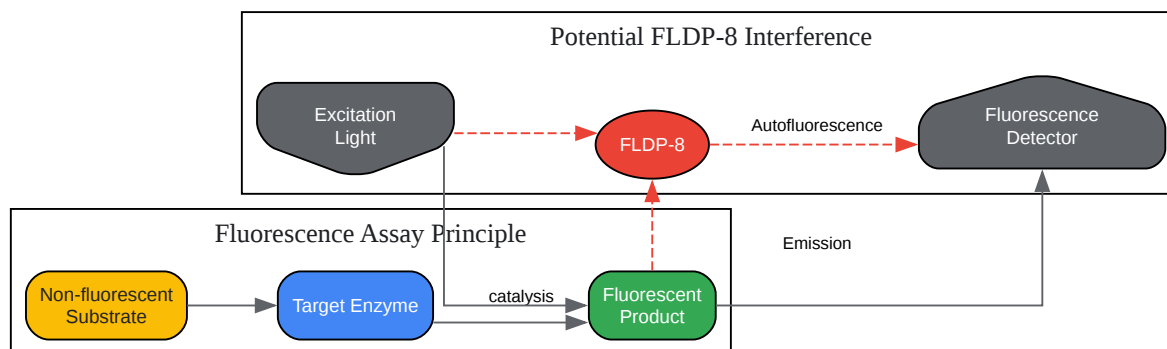 Potential FLDP-8 Interference
Excitation
Light
FLDP-8
Autofluorescence
Fluorescence
Detector
Fluorescence Assay Principle
Emission
Non-fluorescent
Substrate
Target Enzyme
catalysis
Fluorescent
Product